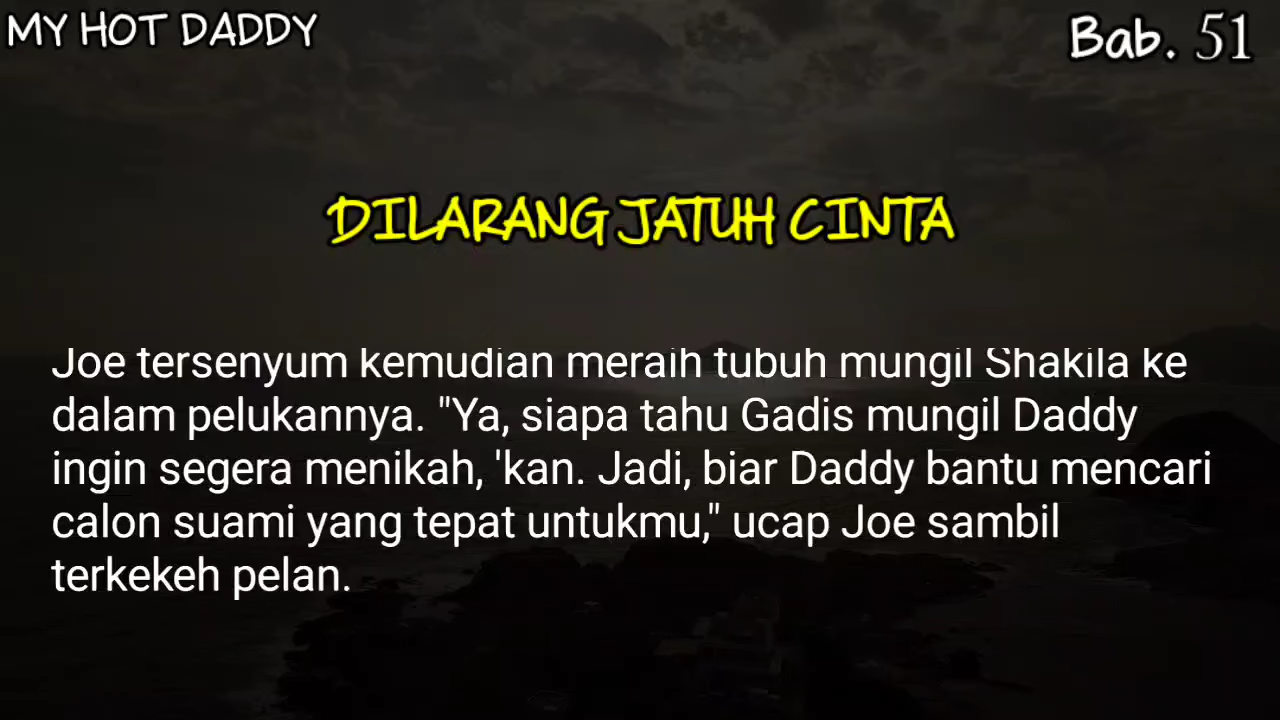 MY HOT DADDY
Bab. 51
DILARANG JATUH CINTA
Joe tersenyum kemudian meraih tubuh mungil Shakila ke
dalam pelukannya. "Ya, siapa tahu Gadis mungil Daddy
ingin segera menikah, 'kan. Jadi, biar Daddy bantu mencari
calon suami yang tepat untukmu," ucap Joe sambil
terkekeh pelan.